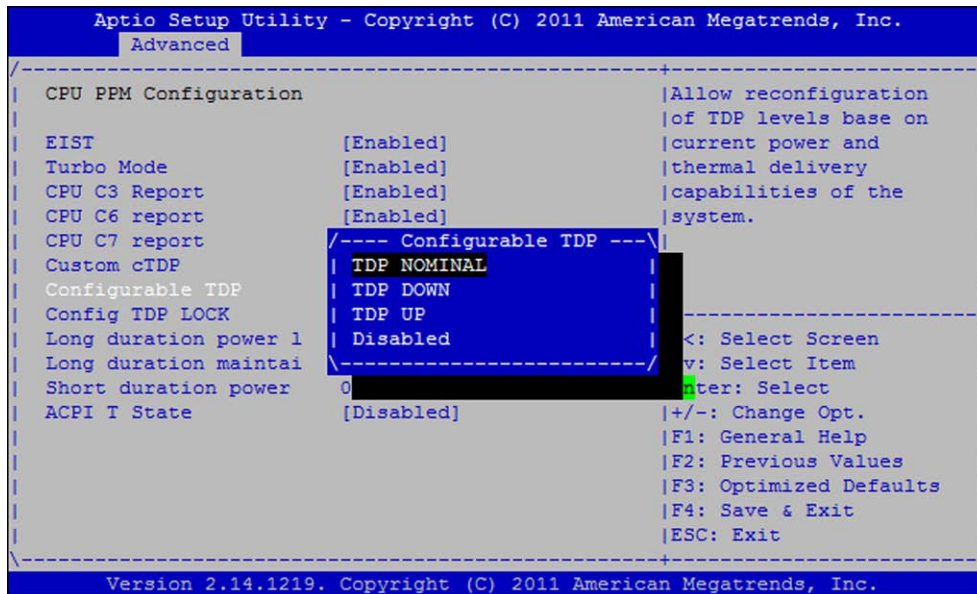 Aptio Setup Utility - Copyright (C) 2011 American Megatrends, Inc.
Advanced
CPU PPM Configuration
EIST [Enabled]
Turbo Mode [Enabled]
CPU C3 Report [Enabled]
CPU C6 report [Enabled]
CPU C7 report
Custom cTDP
Configurable TDP
Config TDP LOCK
Long duration power l
Long duration maintai
Short duration power 0
ACPI T State [Disabled]
Configurable TDP
TDP NOMINAL
TDP DOWN
TDP UP
Disabled
Allow reconfiguration
of TDP levels base on
current power and
thermal delivery
capabilities of the
system.
<: Select Screen
v: Select Item
nter: Select
+/-: Change Opt.
F1: General Help
F2: Previous Values
F3: Optimized Defaults
F4: Save & Exit
ESC: Exit
Version 2.14.1219. Copyright (C) 2011 American Megatrends, Inc.